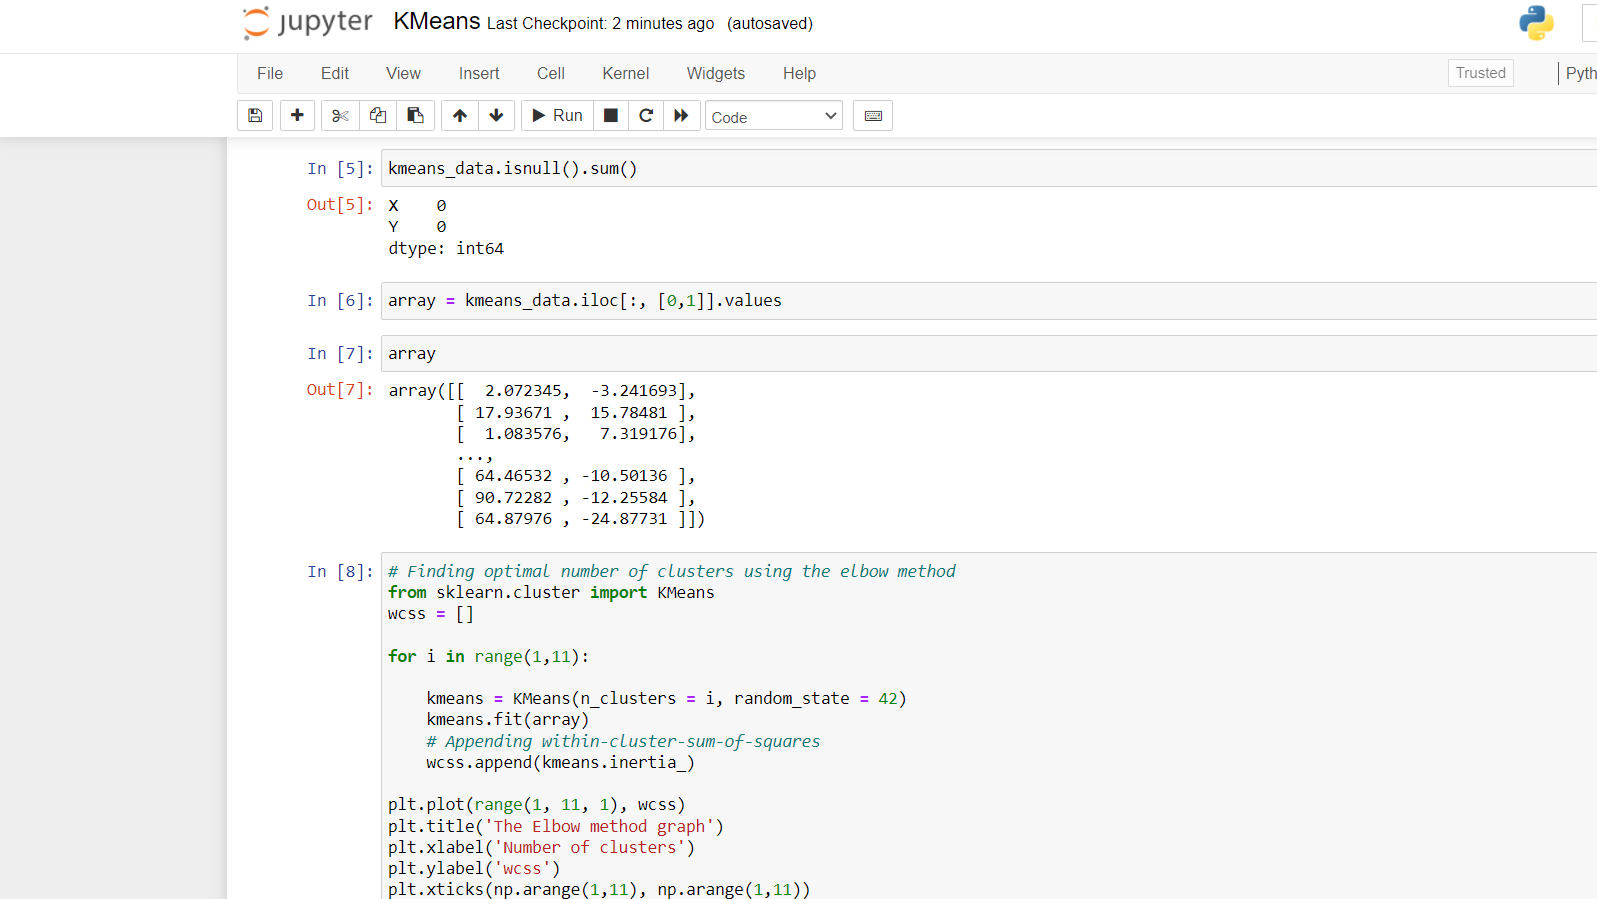 jupyter KMeans Last Checkpoint: 2 minutes ago (autosaved)
File Edit View Insert Cell Kernel Widgets Help Trusted Pyth
Run Code
In [5]: kmeans_data.isnull().sum()
Out[5]: X    0
Y    0
dtype: int64
In [6]: array = kmeans_data.iloc[:, [0,1]].values
In [7]: array
Out[7]: array([[  2.072345,  -3.241693],
       [ 17.93671 ,  15.78481 ],
       [  1.083576,   7.319176],
       ...,
       [ 64.46532 , -10.50136 ],
       [ 90.72282 , -12.25584 ],
       [ 64.87976 , -24.87731 ]])
In [8]: # Finding optimal number of clusters using the elbow method
from sklearn.cluster import KMeans
wcss = []
for i in range(1,11):
    kmeans = KMeans(n_clusters = i, random_state = 42)
    kmeans.fit(array)
    # Appending within-cluster-sum-of-squares
    wcss.append(kmeans.inertia_)
plt.plot(range(1, 11, 1), wcss)
plt.title('The Elbow method graph')
plt.xlabel('Number of clusters')
plt.ylabel('wcss')
plt.xticks(np.arange(1,11), np.arange(1,11))